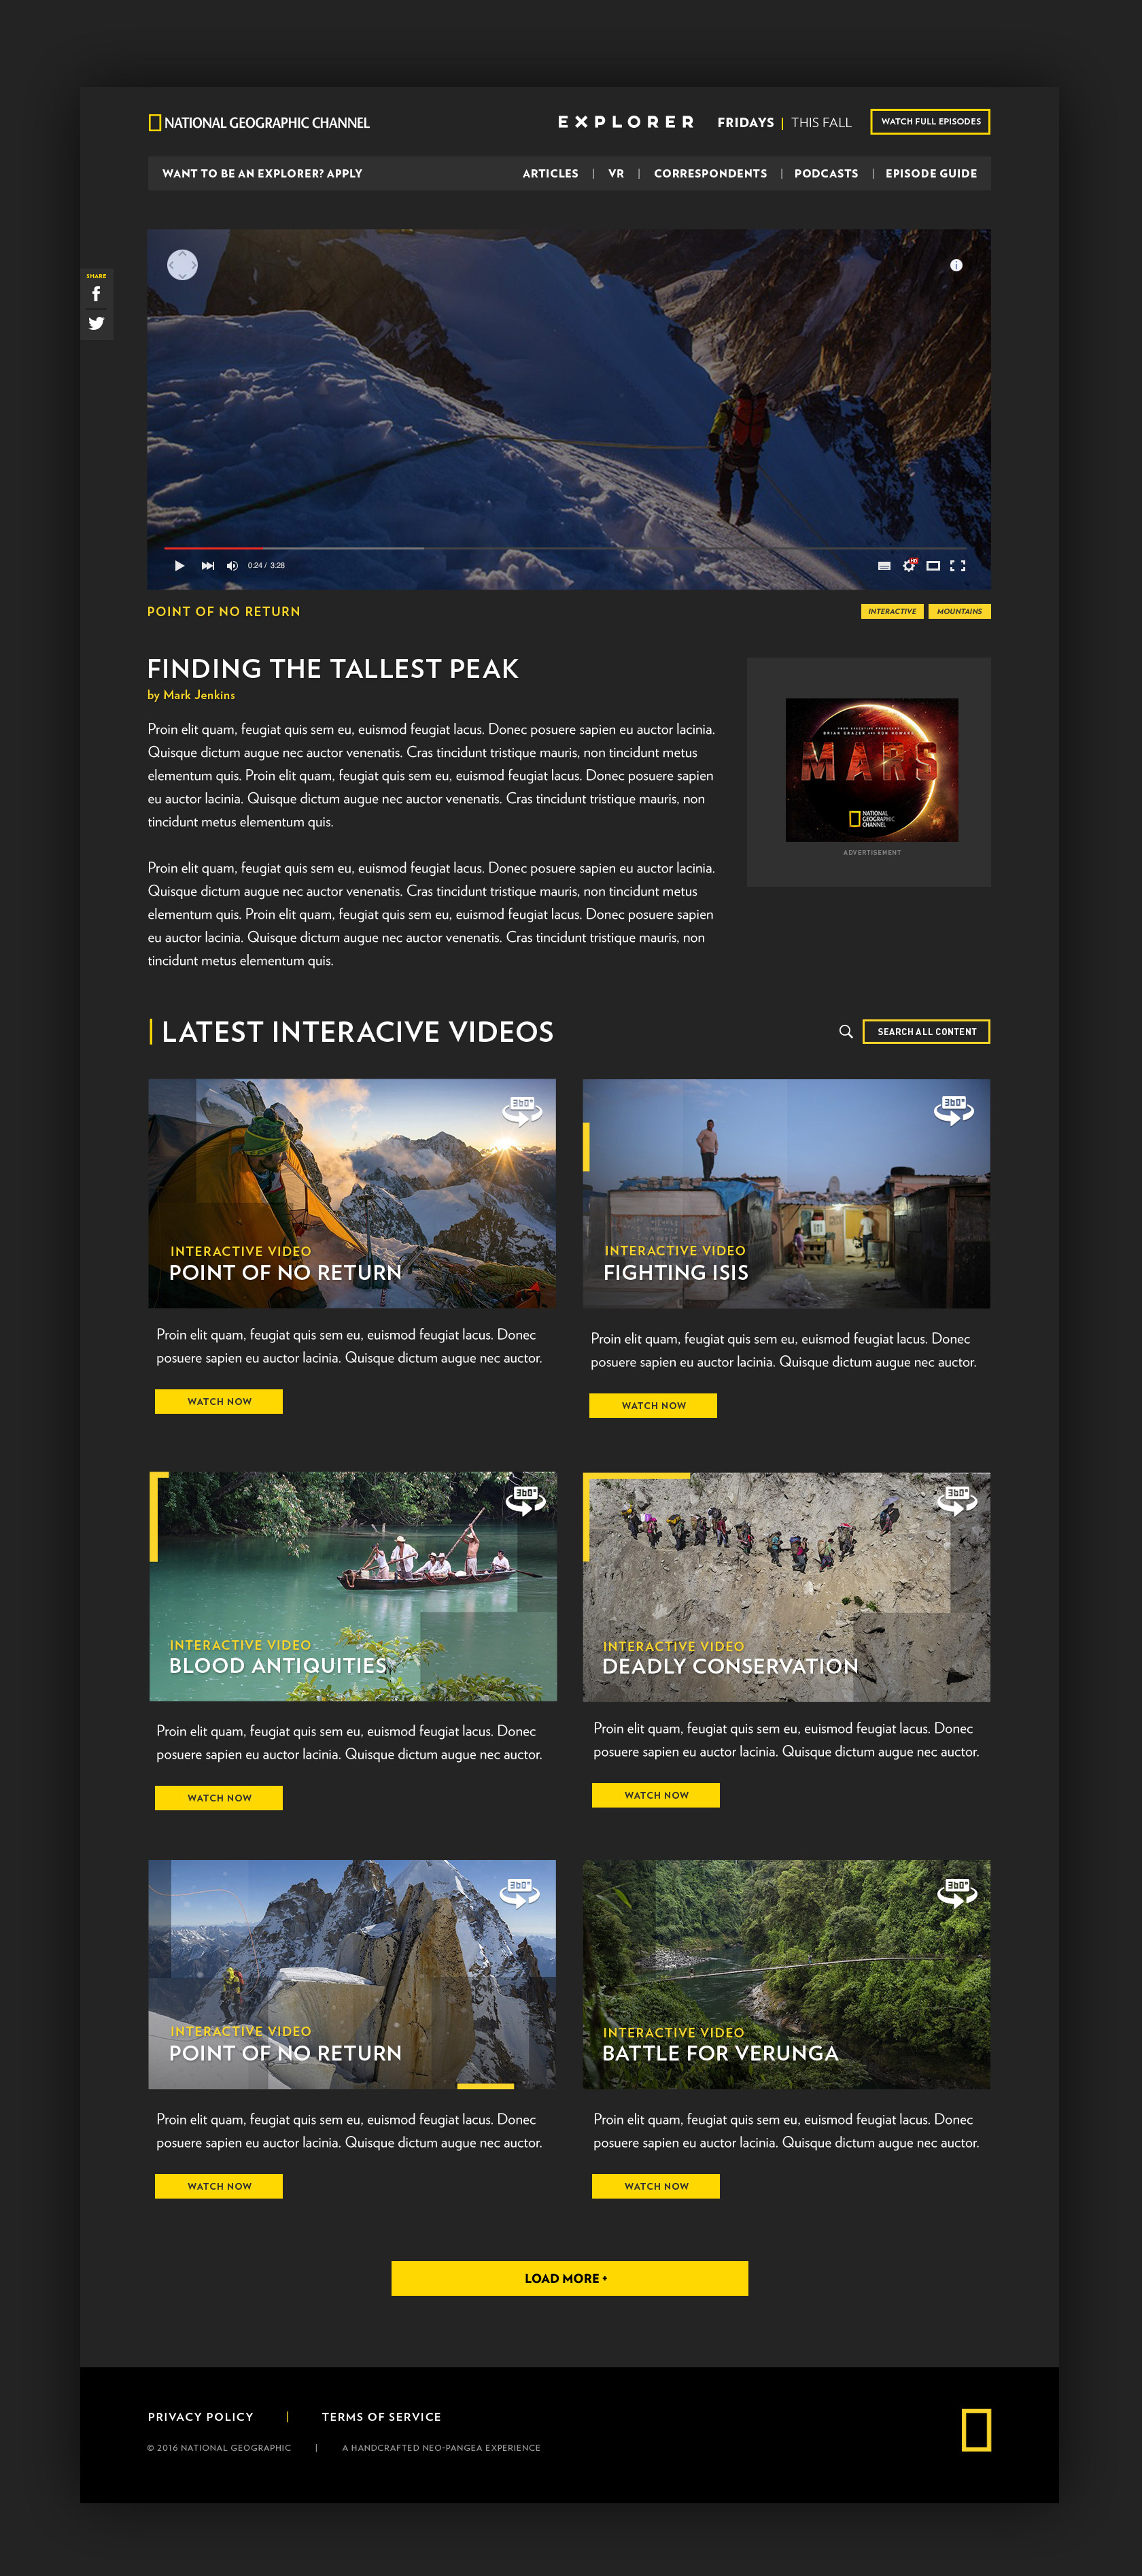 NATIONAL GEOGRAPHIC CHANNEL
EXPLORER
FRIDAYS | THIS FALL
WATCH FULL EPISODES
WANT TO BE AN EXPLORER? APPLY
ARTICLES | VR | CORRESPONDENTS | PODCASTS | EPISODE GUIDE
SHARE
0:24 / 3:28
HD
POINT OF NO RETURN
INTERACTIVE
MOUNTAINS
FINDING THE TALLEST PEAK
by Mark Jenkins
Proin elit quam, feugiat quis sem eu, euismod feugiat lacus. Donec posuere sapien eu auctor lacinia.
Quisque dictum augue nec auctor venenatis. Cras tincidunt tristique mauris, non tincidunt metus
elementum quis. Proin elit quam, feugiat quis sem eu, euismod feugiat lacus. Donec posuere sapien
eu auctor lacinia. Quisque dictum augue nec auctor venenatis. Cras tincidunt tristique mauris, non
tincidunt metus elementum quis.
Proin elit quam, feugiat quis sem eu, euismod feugiat lacus. Donec posuere sapien eu auctor lacinia.
Quisque dictum augue nec auctor venenatis. Cras tincidunt tristique mauris, non tincidunt metus
elementum quis. Proin elit quam, feugiat quis sem eu, euismod feugiat lacus. Donec posuere sapien
eu auctor lacinia. Quisque dictum augue nec auctor venenatis. Cras tincidunt tristique mauris, non
tincidunt metus elementum quis.
FROM EXECUTIVE PRODUCERS
BRIAN GRAZER AND RON HOWARD
MARS
NATIONAL
GEOGRAPHIC
CHANNEL
ADVERTISEMENT
LATEST INTERACIVE VIDEOS
SEARCH ALL CONTENT
360°
INTERACTIVE VIDEO
POINT OF NO RETURN
Proin elit quam, feugiat quis sem eu, euismod feugiat lacus. Donec
posuere sapien eu auctor lacinia. Quisque dictum augue nec auctor.
WATCH NOW
360°
INTERACTIVE VIDEO
FIGHTING ISIS
Proin elit quam, feugiat quis sem eu, euismod feugiat lacus. Donec
posuere sapien eu auctor lacinia. Quisque dictum augue nec auctor.
WATCH NOW
360°
INTERACTIVE VIDEO
BLOOD ANTIQUITIES
Proin elit quam, feugiat quis sem eu, euismod feugiat lacus. Donec
posuere sapien eu auctor lacinia. Quisque dictum augue nec auctor.
WATCH NOW
360°
INTERACTIVE VIDEO
DEADLY CONSERVATION
Proin elit quam, feugiat quis sem eu, euismod feugiat lacus. Donec
posuere sapien eu auctor lacinia. Quisque dictum augue nec auctor.
WATCH NOW
360°
INTERACTIVE VIDEO
POINT OF NO RETURN
Proin elit quam, feugiat quis sem eu, euismod feugiat lacus. Donec
posuere sapien eu auctor lacinia. Quisque dictum augue nec auctor.
WATCH NOW
360°
INTERACTIVE VIDEO
BATTLE FOR VERUNGA
Proin elit quam, feugiat quis sem eu, euismod feugiat lacus. Donec
posuere sapien eu auctor lacinia. Quisque dictum augue nec auctor.
WATCH NOW
LOAD MORE +
PRIVACY POLICY | TERMS OF SERVICE
© 2016 NATIONAL GEOGRAPHIC | A HANDCRAFTED NEO-PANGEA EXPERIENCE